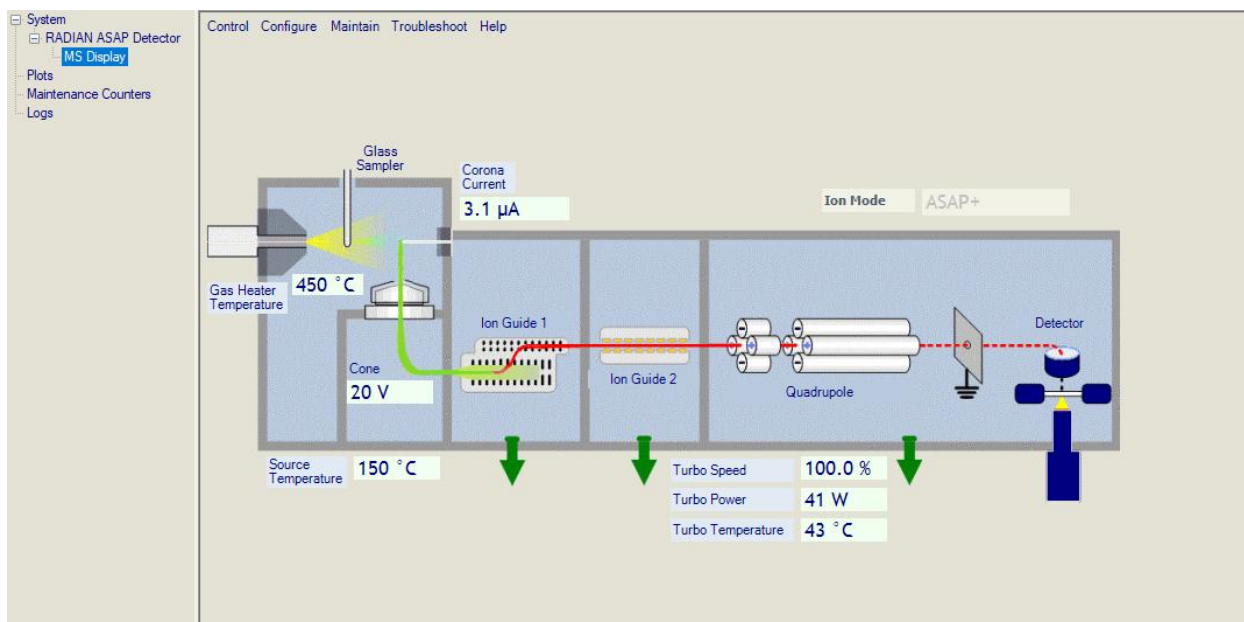 System
RADIAN ASAP Detector
MS Display
Plots
Maintenance Counters
Logs
Control Configure Maintain Troubleshoot Help
Glass
Sampler
Corona
Current
3.1 µA
Ion Mode ASAP+
Gas Heater
Temperature
450 °C
Ion Guide 1
Ion Guide 2
Quadrupole
Detector
Cone
20 V
Source
Temperature
150 °C
Turbo Speed 100.0 %
Turbo Power 41 W
Turbo Temperature 43 °C